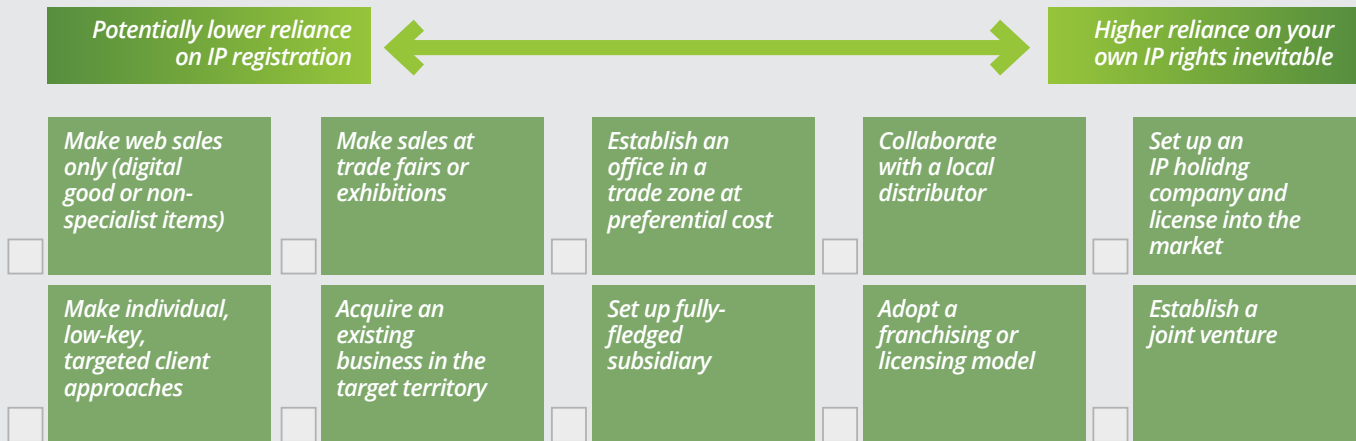 Potentially lower reliance
on IP registration
Higher reliance on your
own IP rights inevitable
Make web sales
only (digital
good or non-
specialist items)
Make sales at
trade fairs or
exhibitions
Establish an
office in a
trade zone at
preferential cost
Collaborate
with a local
distributor
Set up an
IP holidng
company and
license into the
market
Make individual,
low-key,
targeted client
approaches
Acquire an
existing
business in the
target territory
Set up fully-
fledged
subsidiary
Adopt a
franchising or
licensing model
Establish a
joint venture